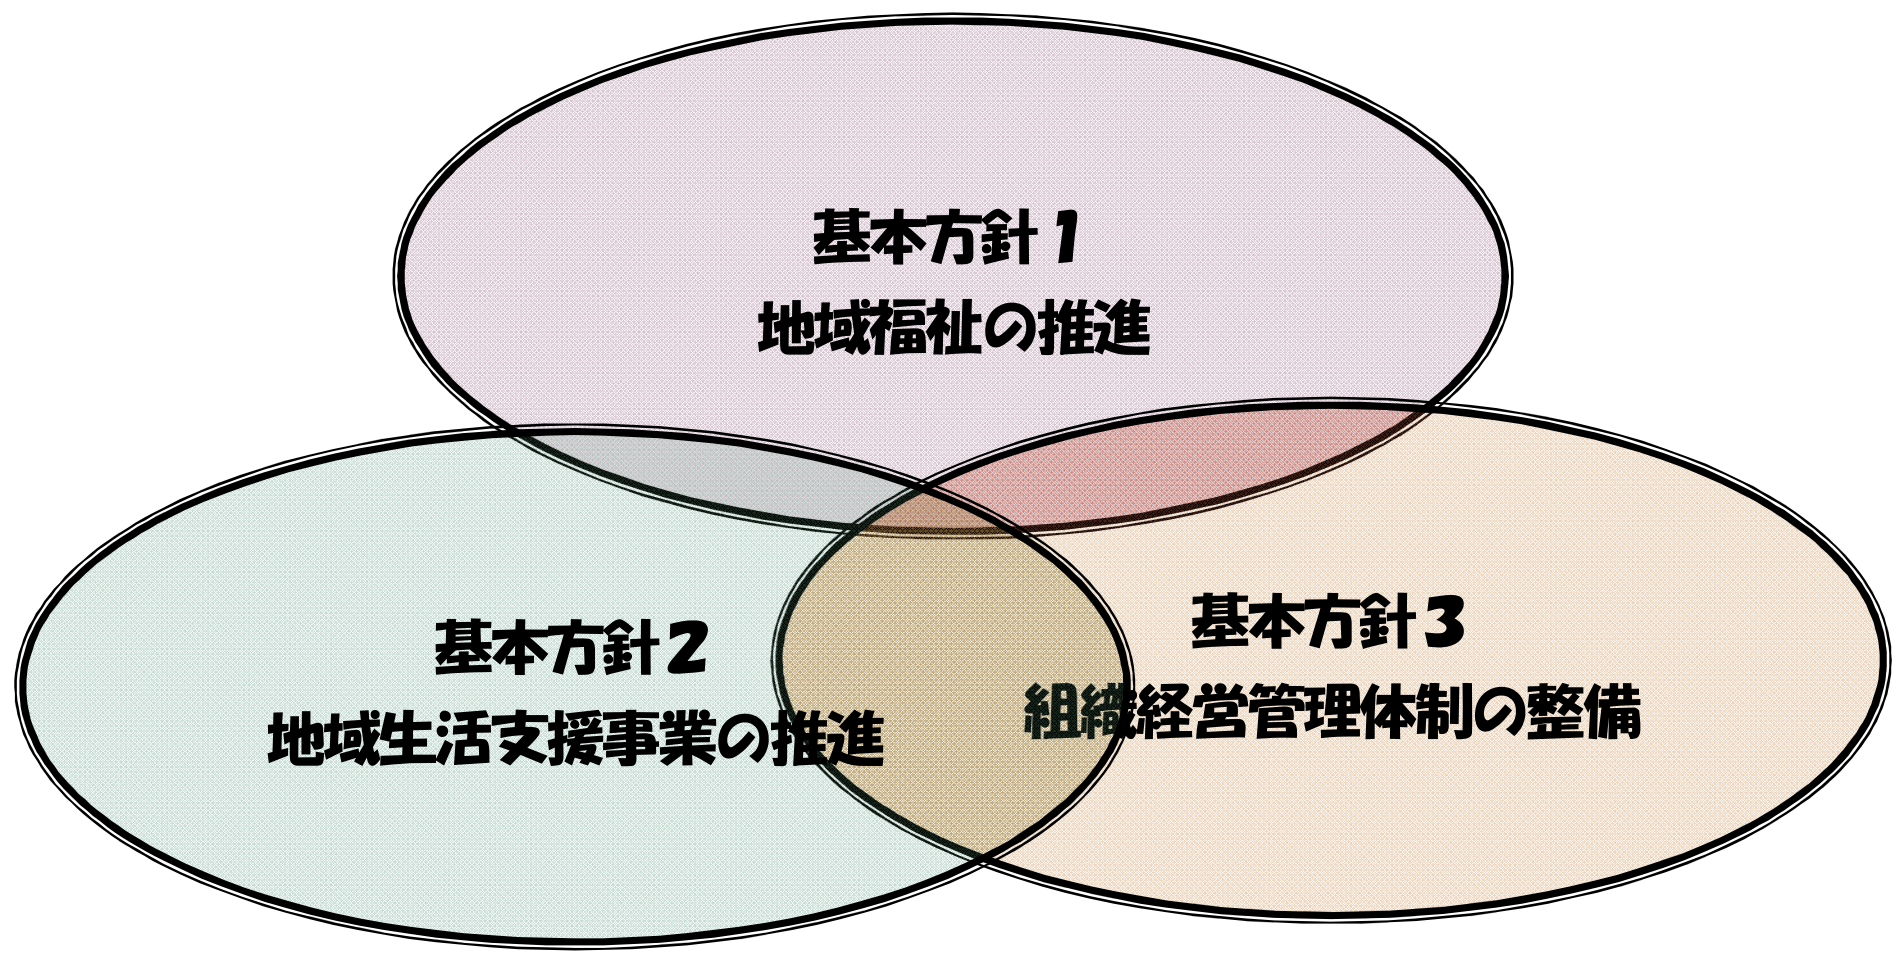 基本方針1
地域福祉の推進
基本方針2
地域生活支援事業の推進
基本方針3
組織経営管理体制の整備